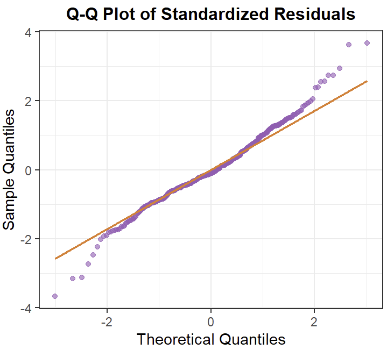 Q-Q Plot of Standardized Residuals
4
2
0
-2
-4
Sample Quantiles
-2 0 2
Theoretical Quantiles